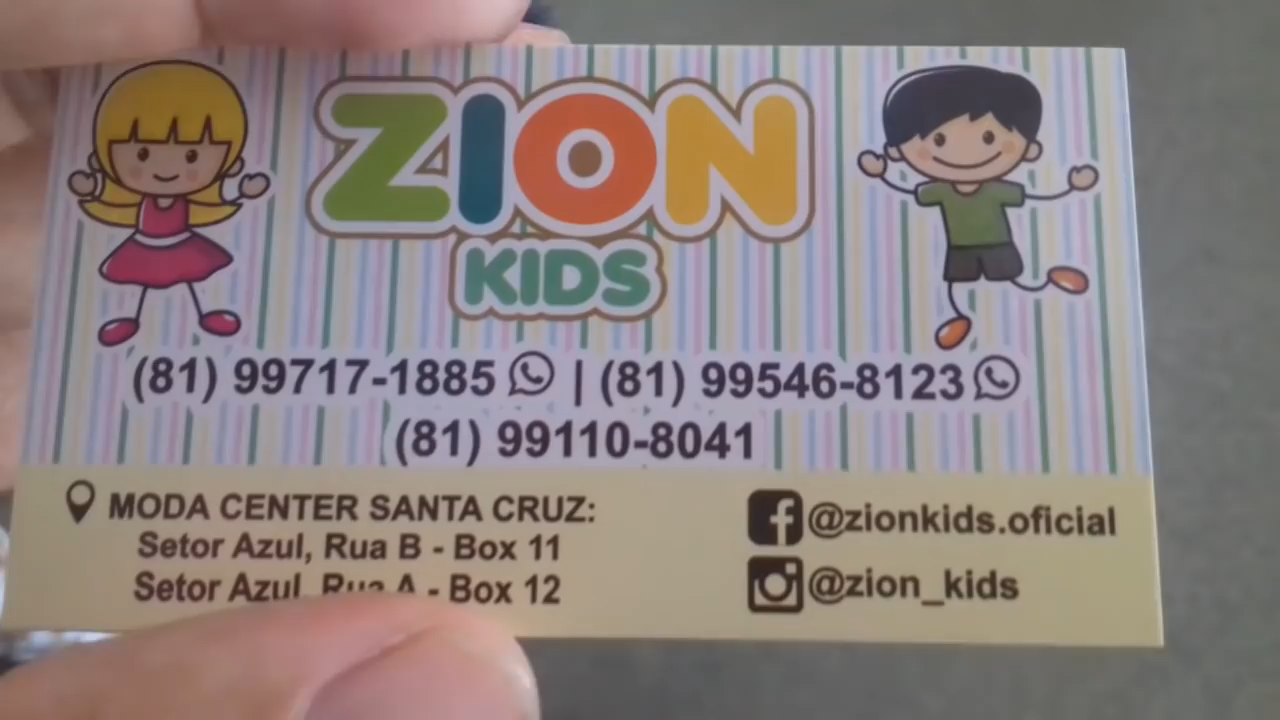 ZION
KIDS
(81) 99717-1885 | (81) 99546-8123
(81) 99110-8041
MODA CENTER SANTA CRUZ:
Setor Azul, Rua B - Box 11
Setor Azul, Rua A - Box 12
@zionkids.oficial
@zion_kids